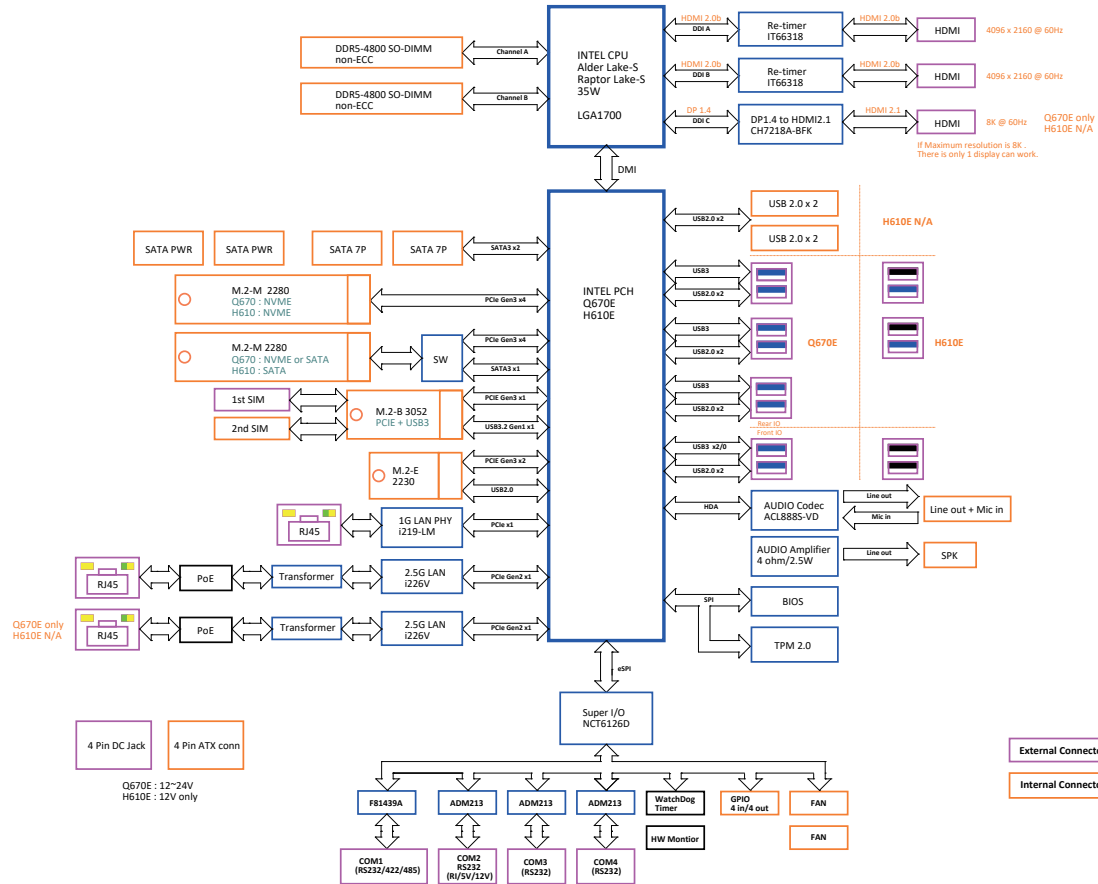 DDR5-4800 SO-DIMM
non-ECC
Channel A
DDR5-4800 SO-DIMM
non-ECC
Channel B
INTEL CPU
Alder Lake-S
Raptor Lake-S
35W
LGA1700
HDMI 2.0b
DDI A
Re-timer
IT66318
HDMI 2.0b
HDMI
4096 x 2160 @ 60Hz
HDMI 2.0b
DDI B
Re-timer
IT66318
HDMI 2.0b
HDMI
4096 x 2160 @ 60Hz
DP 1.4
DDI C
DP1.4 to HDMI2.1
CH7218A-BFK
HDMI 2.1
HDMI
8K @ 60Hz
Q670E only
H610E N/A
If Maximum resolution is 8K .
There is only 1 display can work.
DMI
INTEL PCH
Q670E
H610E
SATA PWR
SATA PWR
SATA 7P
SATA 7P
SATA3 x2
M.2-M 2280
Q670 : NVME
H610 : NVME
PCIe Gen3 x4
M.2-M 2280
Q670 : NVME or SATA
H610 : SATA
SW
PCIe Gen3 x4
SATA3 x1
1st SIM
2nd SIM
M.2-B 3052
PCIE + USB3
PCIE Gen3 x1
USB3.2 Gen1 x1
M.2-E
2230
PCIE Gen3 x2
USB2.0
RJ45
1G LAN PHY
i219-LM
PCIe x1
RJ45
PoE
Transformer
2.5G LAN
i226V
PCIe Gen2 x1
Q670E only
H610E N/A
RJ45
PoE
Transformer
2.5G LAN
i226V
PCIe Gen2 x1
USB2.0 x2
USB 2.0 x 2
USB 2.0 x 2
H610E N/A
USB3
USB2.0 x2
USB3
USB2.0 x2
Q670E
H610E
USB3
USB2.0 x2
Rear IO
Front IO
USB3 x2/0
USB2.0 x2
HDA
AUDIO Codec
ACL888S-VD
Line out
Mic in
Line out + Mic in
AUDIO Amplifier
4 ohm/2.5W
Line out
SPK
SPI
BIOS
TPM 2.0
eSPI
Super I/O
NCT6126D
4 Pin DC Jack
4 Pin ATX conn
Q670E : 12~24V
H610E : 12V only
External Connecto
Internal Connecto
F81439A
ADM213
ADM213
ADM213
WatchDog
Timer
GPIO
4 in/4 out
FAN
HW Montior
FAN
COM1
(RS232/422/485)
COM2
RS232
(RI/5V/12V)
COM3
(RS232)
COM4
(RS232)